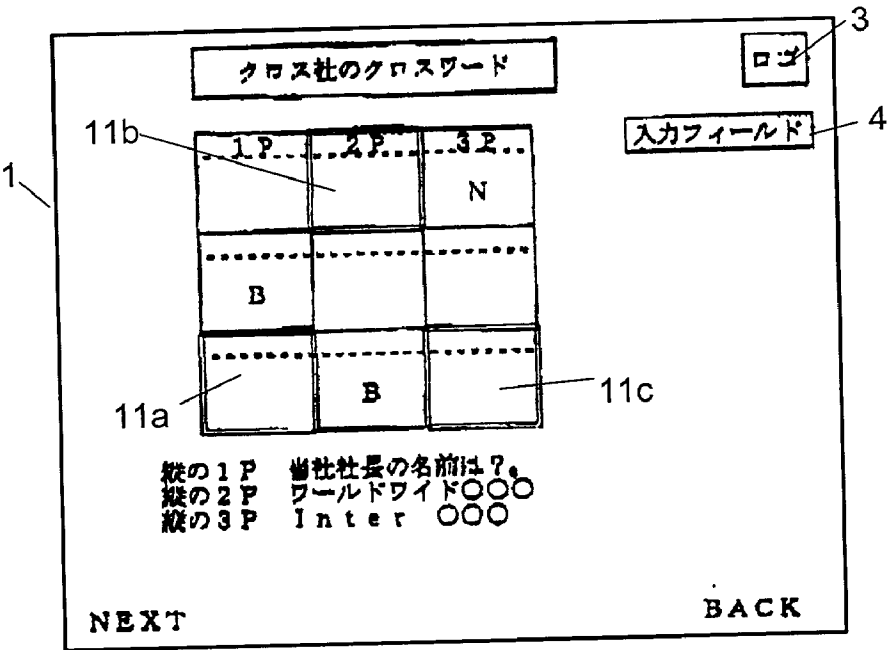 3
クロス社のクロスワード
ロゴ
4
入力フィールド
11b
1P 2P 3P
1
N
B
B
11a
11c
縦の1P 当社社長の名前は?。
縦の2P ワールドワイド○○○
縦の3P Inter ○○○
NEXT
BACK